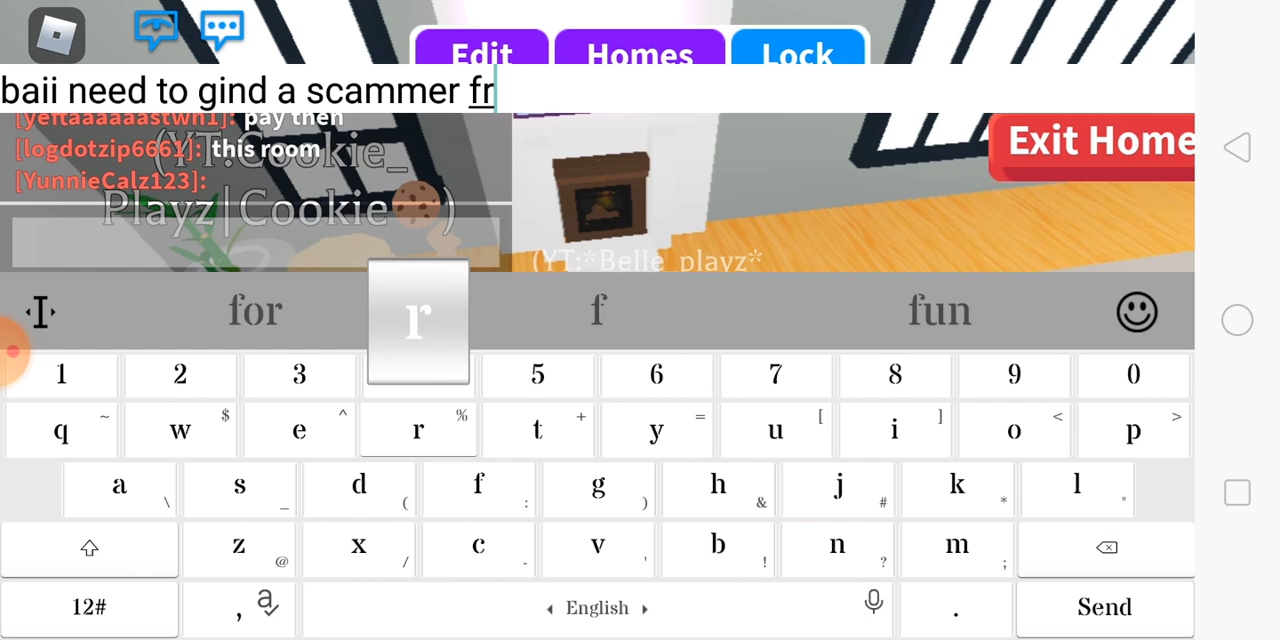 Edit Homes Lock
baii need to gind a scammer fr
[yettaaaaastwn1]: pay then
[logdotzip6661]: this room
[YunnieCalz123]:
(YT:Cookie_
Playz|Cookie🍪)
Exit Home
(YT:*Belle_playz*
for r f fun
1 2 3 5 6 7 8 9 0
q ~ w $ e ^ r % t + y = u [ i ] o < p >
a \ s _ d ( f : g ) h & j # k * l "
z @ x / c - v ' b ! n ? m ;
12# , English . Send